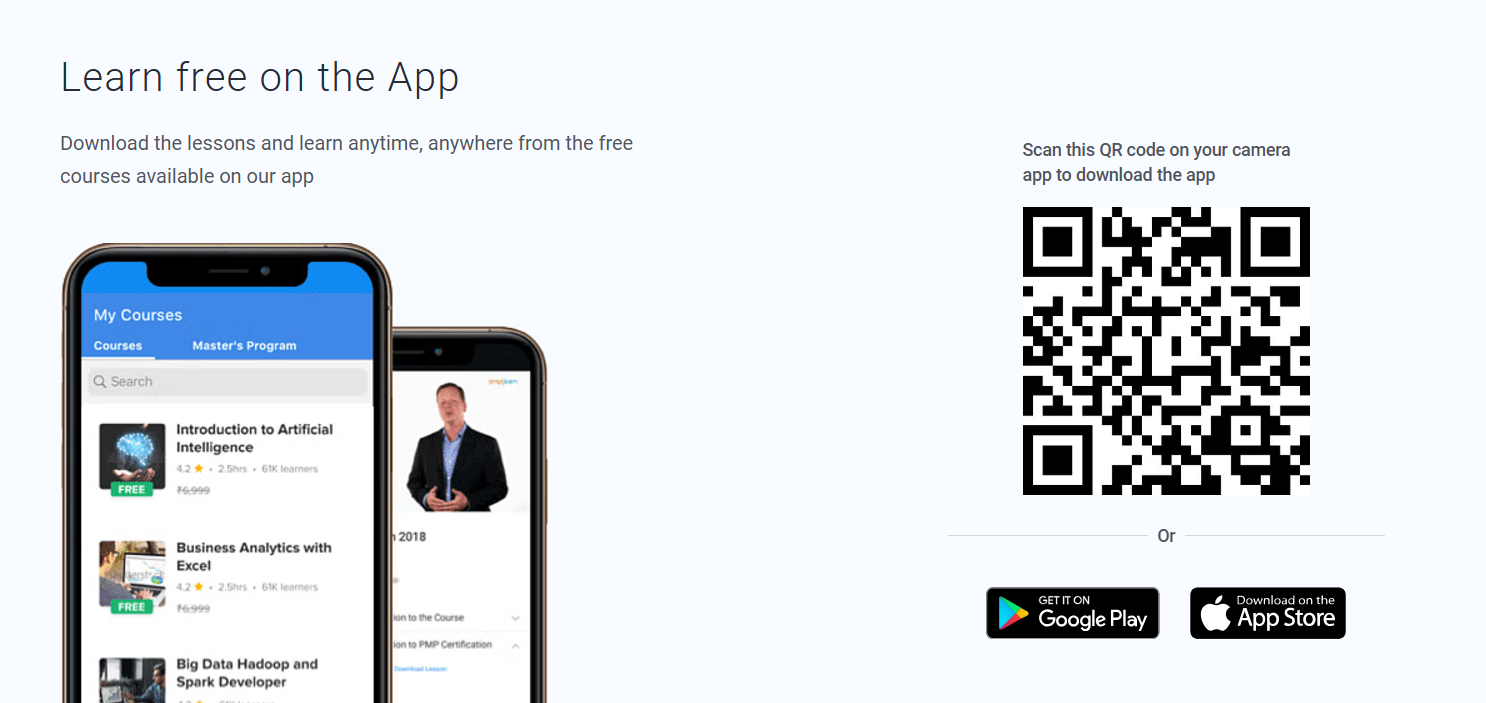 Learn free on the App
Download the lessons and learn anytime, anywhere from the free
courses available on our app
My Courses
Courses
Master's Program
Search
Introduction to Artificial
Intelligence
4.2 ★ • 2.5hrs • 61K learners
₹6,999
FREE
Business Analytics with
Excel
4.2 ★ • 2.5hrs • 61K learners
₹6,999
FREE
Big Data Hadoop and
Spark Developer
simplilearn
2018
ion to the Course
ion to PMP Certification
Download Lesson
Scan this QR code on your camera
app to download the app
Or
GET IT ON
Google Play
Download on the
App Store